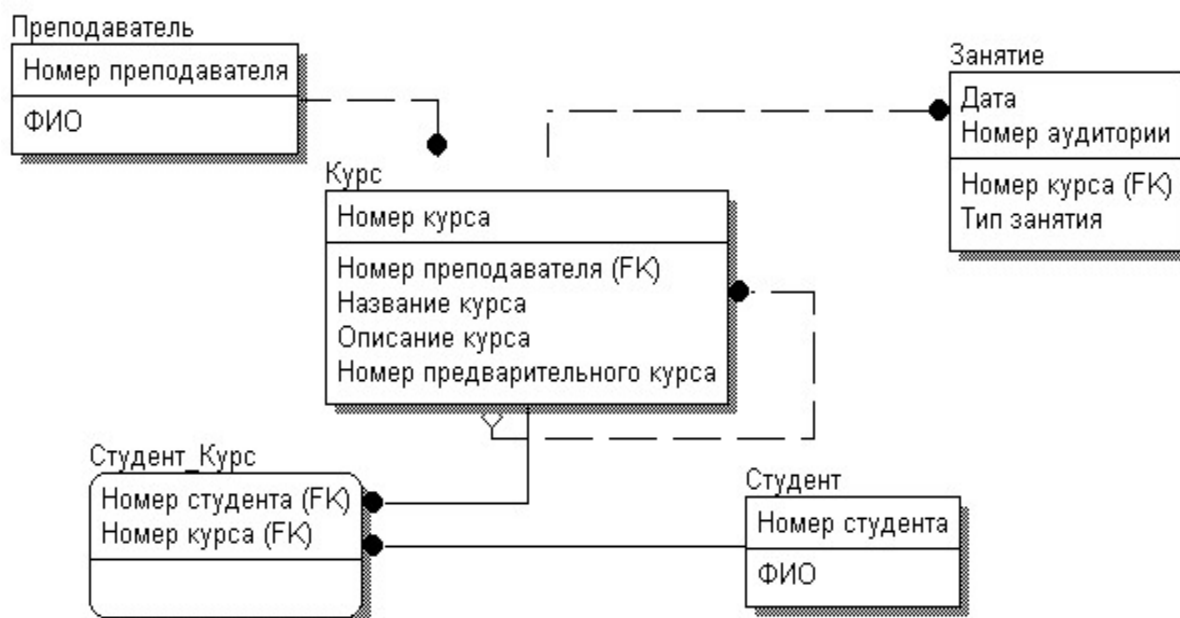 Преподаватель
Номер преподавателя
ФИО
Занятие
Дата
Номер аудитории
Номер курса (FK)
Тип занятия
Курс
Номер курса
Номер преподавателя (FK)
Название курса
Описание курса
Номер предварительного курса
Студент_Курс
Номер студента (FK)
Номер курса (FK)
Студент
Номер студента
ФИО